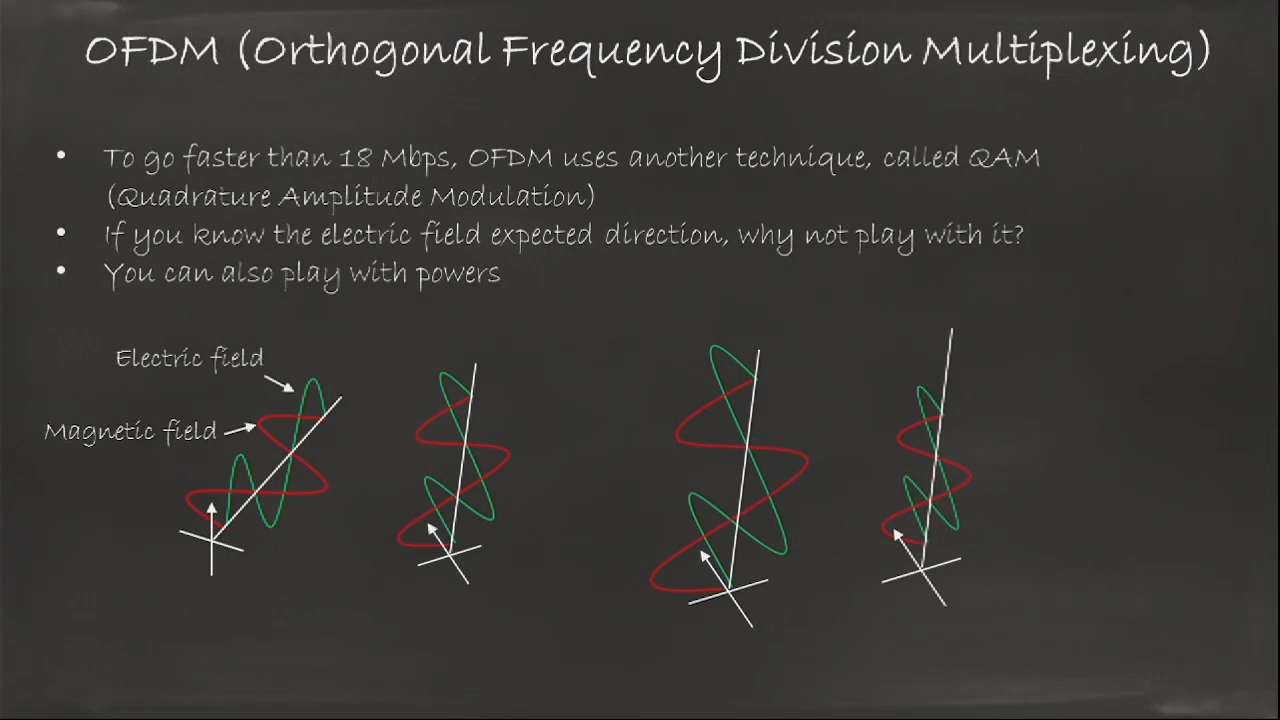 OFDM (Orthogonal Frequency Division Multiplexing)
• To go faster than 18 Mbps, OFDM uses another technique, called QAM
(Quadrature Amplitude Modulation)
• If you know the electric field expected direction, why not play with it?
• You can also play with powers
Electric field
Magnetic field